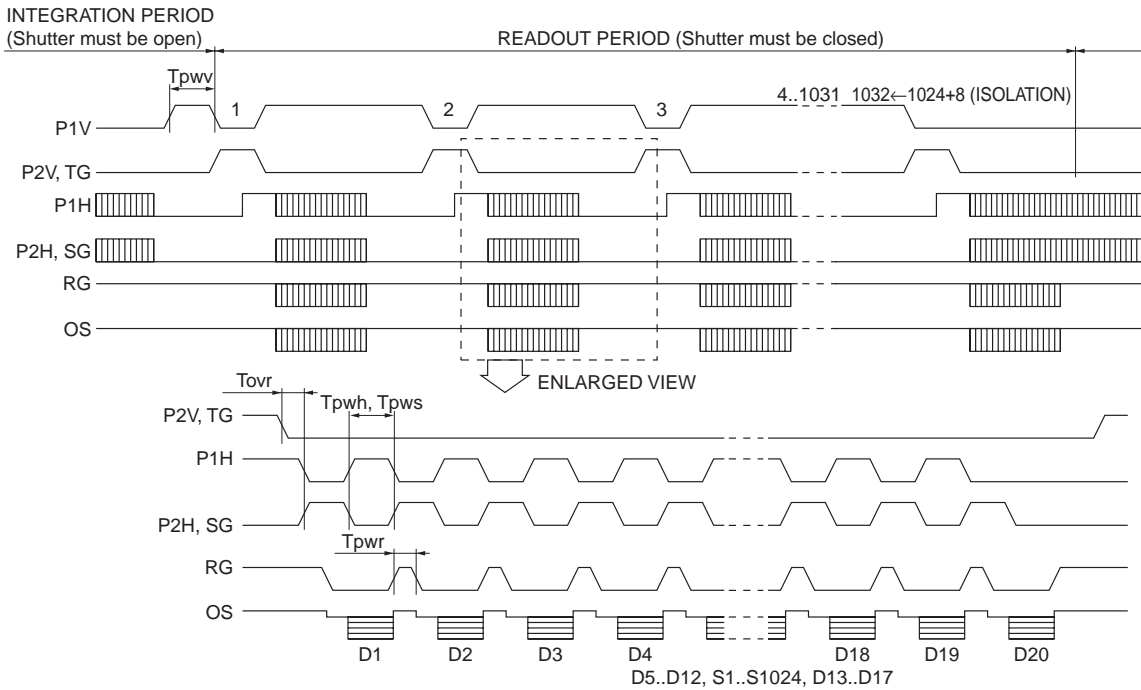 INTEGRATION PERIOD
(Shutter must be open)
READOUT PERIOD (Shutter must be closed)
Tpwv
1
2
3
4..1031 1032←1024+8 (ISOLATION)
P1V
P2V, TG
P1H
P2H, SG
RG
OS
ENLARGED VIEW
Tovr
Tpwh, Tpws
P2V, TG
P1H
P2H, SG
Tpwr
RG
OS
D1
D2
D3
D4
D18
D19
D20
D5..D12, S1..S1024, D13..D17